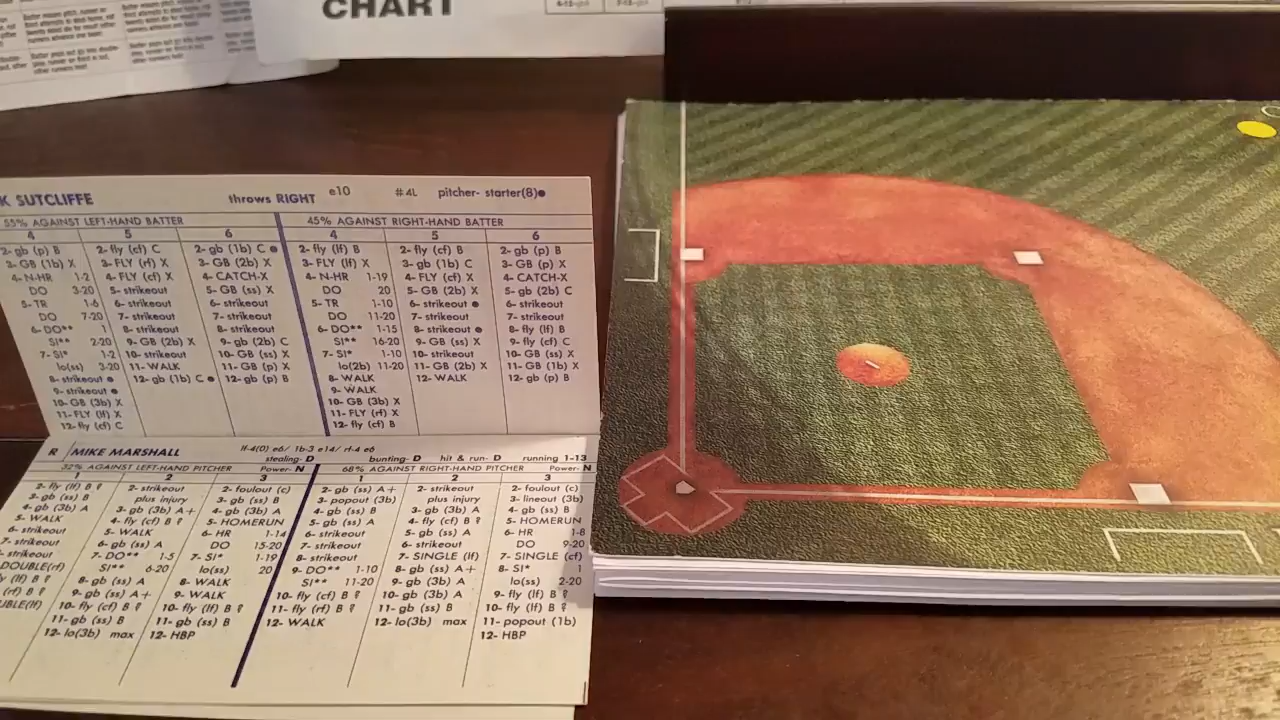 CHART
K SUTCLIFFE throws RIGHT e10 #4L pitcher- starter(8)●
55% AGAINST LEFT-HAND BATTER 45% AGAINST RIGHT-HAND BATTER
4 5 6 4 5 6
2- gb (p) B 2- fly (cf) C 2- gb (1b) C ● 2- fly (lf) B 2- fly (cf) B 2- gb (p) B
3- GB (1b) X 3- FLY (rf) X 3- GB (2b) X 3- FLY (lf) X 3- gb (1b) C 3- GB (p) X
4- N-HR 1-2 4- FLY (cf) X 4- CATCH-X 4- N-HR 1-19 4- FLY (cf) X 4- CATCH-X
DO 3-20 5- strikeout 5- GB (ss) X DO 20 5- GB (2b) X 5- gb (2b) C
5- TR 1-6 6- strikeout 6- strikeout 5- TR 1-10 6- strikeout ● 6- strikeout
DO 7-20 7- strikeout 7- strikeout DO 11-20 7- strikeout 7- strikeout
6- DO** 1 8- strikeout 8- strikeout 6- DO** 1-15 8- strikeout ● 8- fly (lf) B
SI** 2-20 9- GB (2b) X 9- gb (2b) C SI** 16-20 9- GB (ss) X 9- fly (cf) C
7- SI* 1-2 10- strikeout 10- GB (ss) X 7- SI* 1-10 10- strikeout 10- GB (ss) X
lo(ss) 3-20 11- WALK 11- GB (p) X lo(2b) 11-20 11- GB (2b) X 11- GB (1b) X
8- strikeout ● 12- gb (1b) C ● 12- gb (p) B 8- WALK 12- WALK 12- gb (p) B
9- strikeout ● 9- WALK
10- GB (3b) X 10- GB (3b) X
11- FLY (lf) X 11- FLY (rf) X
12- fly (cf) C 12- fly (cf) B
R MIKE MARSHALL lf-4(0) e6/ 1b-3 e14/ rf-4 e6
stealing- D bunting- D hit & run- D running 1-13
32% AGAINST LEFT-HAND PITCHER Power- N 68% AGAINST RIGHT-HAND PITCHER Power- N
1 2 3 1 2 3
2- fly (lf) B ? 2- strikeout 2- foulout (c) 2- gb (ss) A+ 2- strikeout 2- foulout (c)
3- gb (ss) B plus injury 3- gb (ss) B 3- popout (3b) plus injury 3- lineout (3b)
4- gb (3b) A 3- gb (3b) A+ 4- gb (3b) A 4- gb (ss) B 3- gb (3b) A 4- gb (ss) B
5- WALK 4- fly (cf) B ? 5- HOMERUN 5- gb (ss) A 4- fly (cf) B ? 5- HOMERUN
6- strikeout 5- WALK 6- HR 1-14 6- strikeout 5- gb (ss) A 6- HR 1-8
7- strikeout 6- gb (ss) A DO 15-20 7- strikeout 6- strikeout DO 9-20
strikeout 7- DO** 1-5 7- SI* 1-19 8- strikeout 7- SINGLE (lf) 7- SINGLE (cf)
DOUBLE(rf) SI** 6-20 lo(ss) 20 9- DO** 1-10 8- gb (ss) A+ 8- SI* 1
(lf) B ? 8- gb (ss) A 8- WALK SI** 11-20 9- gb (3b) A lo(ss) 2-20
(rf) B ? 9- gb (ss) A+ 9- WALK 10- fly (cf) B ? 10- gb (3b) A 9- fly (lf) B ?
UBLE(lf) 10- fly (cf) B ? 10- fly (lf) B ? 11- fly (rf) B ? 11- gb (ss) B 10- fly (lf) B ?
11- gb (ss) B 11- gb (ss) B 12- WALK 12- lo(3b) max 11- popout (1b)
12- lo(3b) max 12- HBP 12- HBP